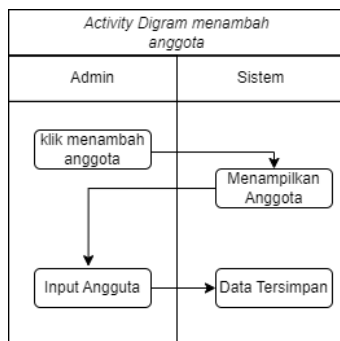 Activity Digram menambah
anggota
Admin
Sistem
klik menambah
anggota
Menampilkan
Anggota
Input Angguta
Data Tersimpan